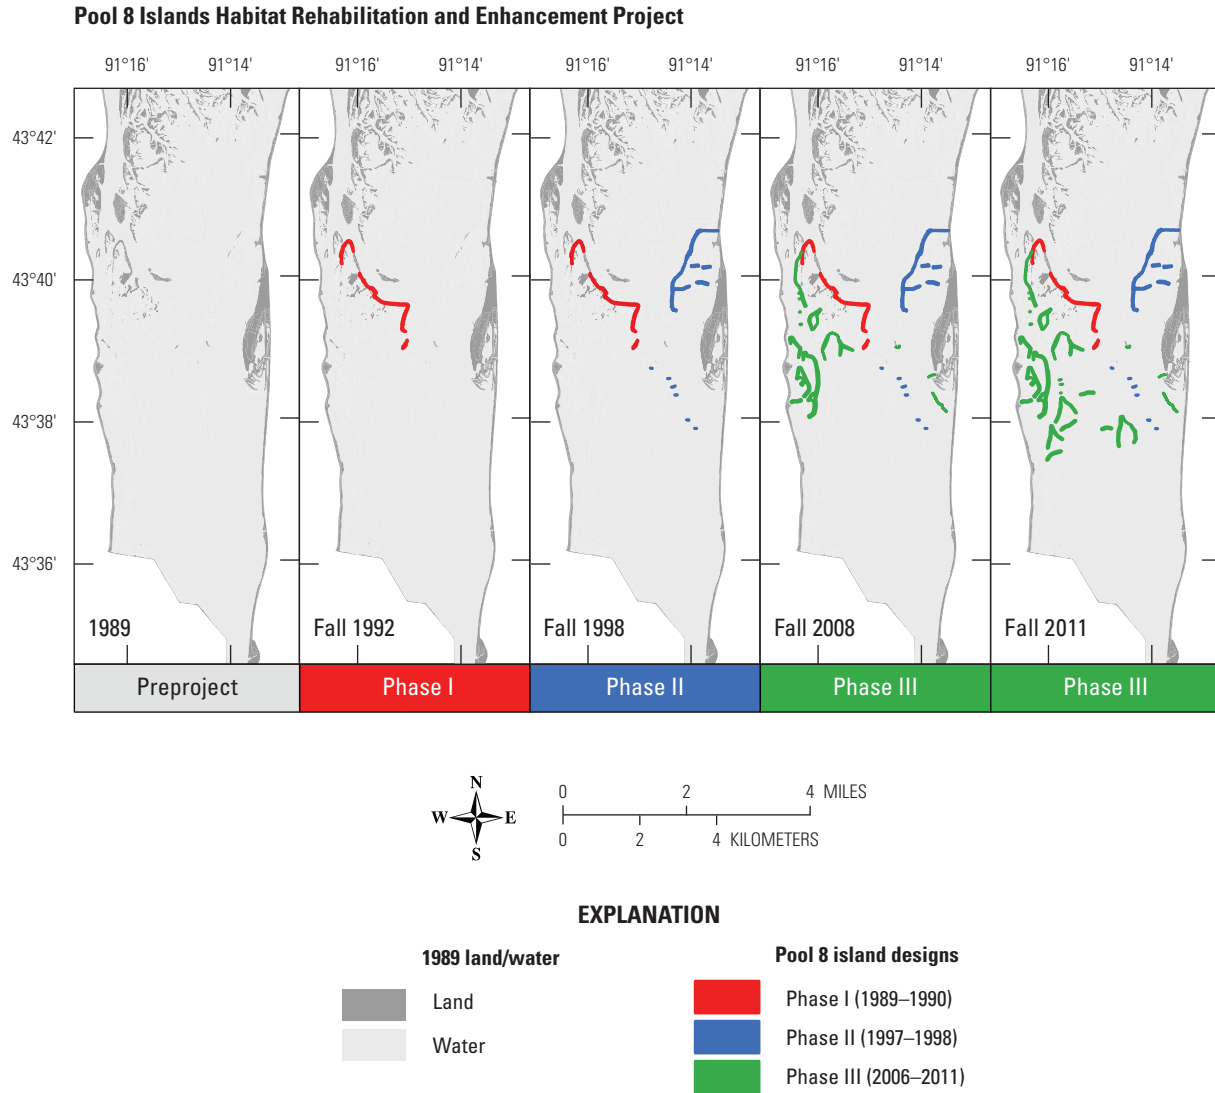 Pool 8 Islands Habitat Rehabilitation and Enhancement Project
91°16' 91°14' 91°16' 91°14' 91°16' 91°14' 91°16' 91°14' 91°16' 91°14'
43°42'
43°40'
43°38'
43°36'
1989 Fall 1992 Fall 1998 Fall 2008 Fall 2011
Preproject Phase I Phase II Phase III Phase III
N
W E
S
0 2 4 MILES
0 2 4 KILOMETERS
EXPLANATION
1989 land/water
Land
Water
Pool 8 island designs
Phase I (1989–1990)
Phase II (1997–1998)
Phase III (2006–2011)